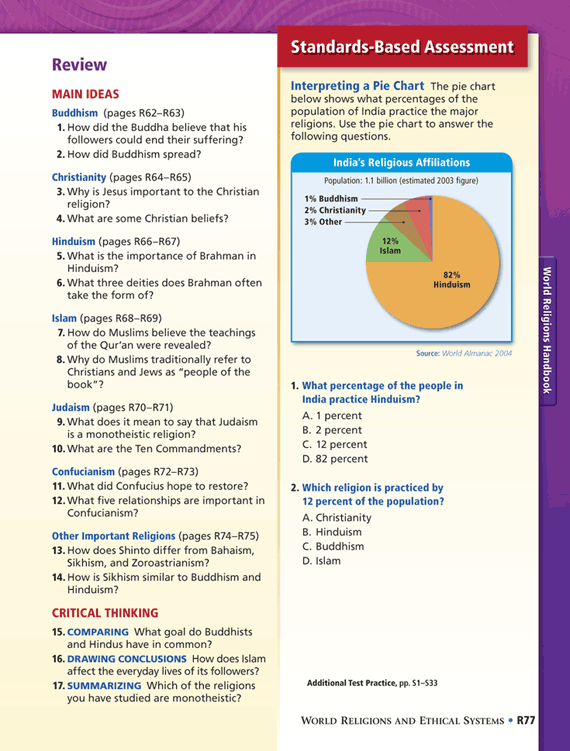 Review
MAIN IDEAS
Buddhism (pages R62–R63)
1. How did the Buddha believe that his
followers could end their suffering?
2. How did Buddhism spread?
Christianity (pages R64–R65)
3. Why is Jesus important to the Christian
religion?
4. What are some Christian beliefs?
Hinduism (pages R66–R67)
5. What is the importance of Brahman in
Hinduism?
6. What three deities does Brahman often
take the form of?
Islam (pages R68–R69)
7. How do Muslims believe the teachings
of the Qur'an were revealed?
8. Why do Muslims traditionally refer to
Christians and Jews as "people of the
book"?
Judaism (pages R70–R71)
9. What does it mean to say that Judaism
is a monotheistic religion?
10. What are the Ten Commandments?
Confucianism (pages R72–R73)
11. What did Confucius hope to restore?
12. What five relationships are important in
Confucianism?
Other Important Religions (pages R74–R75)
13. How does Shinto differ from Bahaism,
Sikhism, and Zoroastrianism?
14. How is Sikhism similar to Buddhism and
Hinduism?
CRITICAL THINKING
15. COMPARING What goal do Buddhists
and Hindus have in common?
16. DRAWING CONCLUSIONS How does Islam
affect the everyday lives of its followers?
17. SUMMARIZING Which of the religions
you have studied are monotheistic?
Standards-Based Assessment
Interpreting a Pie Chart The pie chart
below shows what percentages of the
population of India practice the major
religions. Use the pie chart to answer the
following questions.
India's Religious Affiliations
Population: 1.1 billion (estimated 2003 figure)
1% Buddhism
2% Christianity
3% Other
12%
Islam
82%
Hinduism
Source: World Almanac 2004
1. What percentage of the people in
India practice Hinduism?
A. 1 percent
B. 2 percent
C. 12 percent
D. 82 percent
2. Which religion is practiced by
12 percent of the population?
A. Christianity
B. Hinduism
C. Buddhism
D. Islam
Additional Test Practice, pp. S1–S33
World Religions Handbook
WORLD RELIGIONS AND ETHICAL SYSTEMS • R77